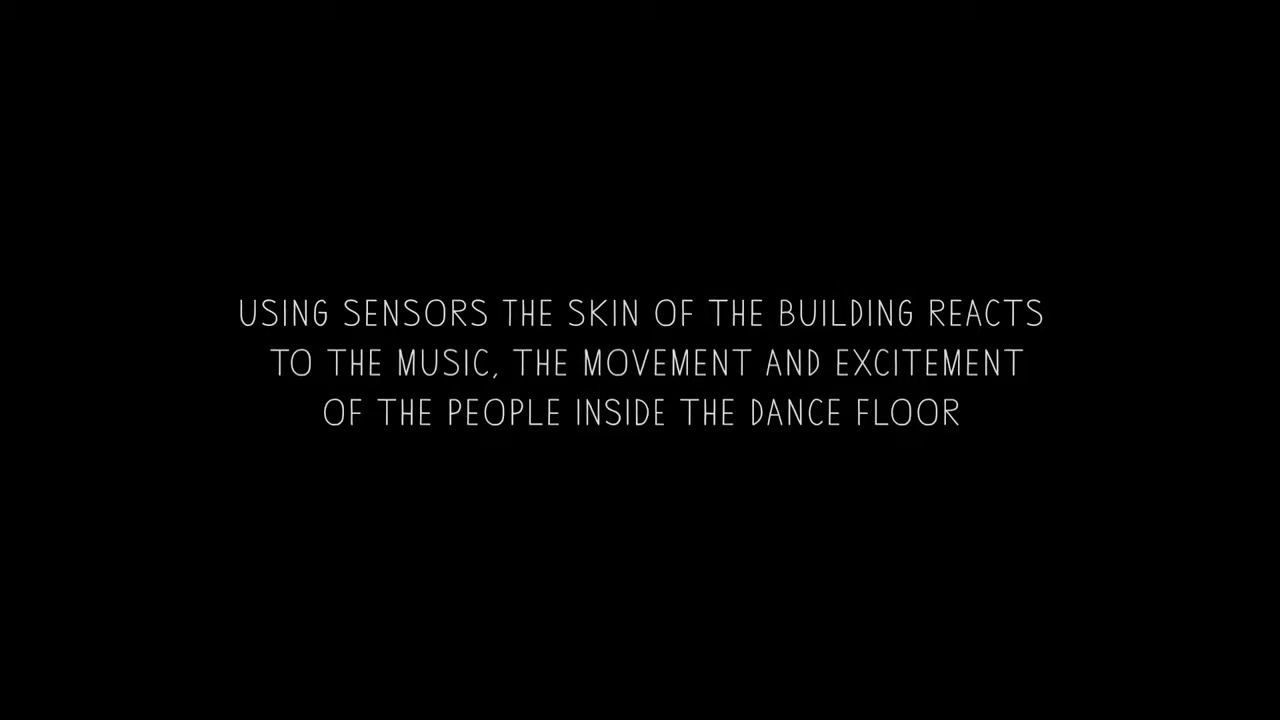 USING SENSORS THE SKIN OF THE BUILDING REACTS
TO THE MUSIC, THE MOVEMENT AND EXCITEMENT
OF THE PEOPLE INSIDE THE DANCE FLOOR